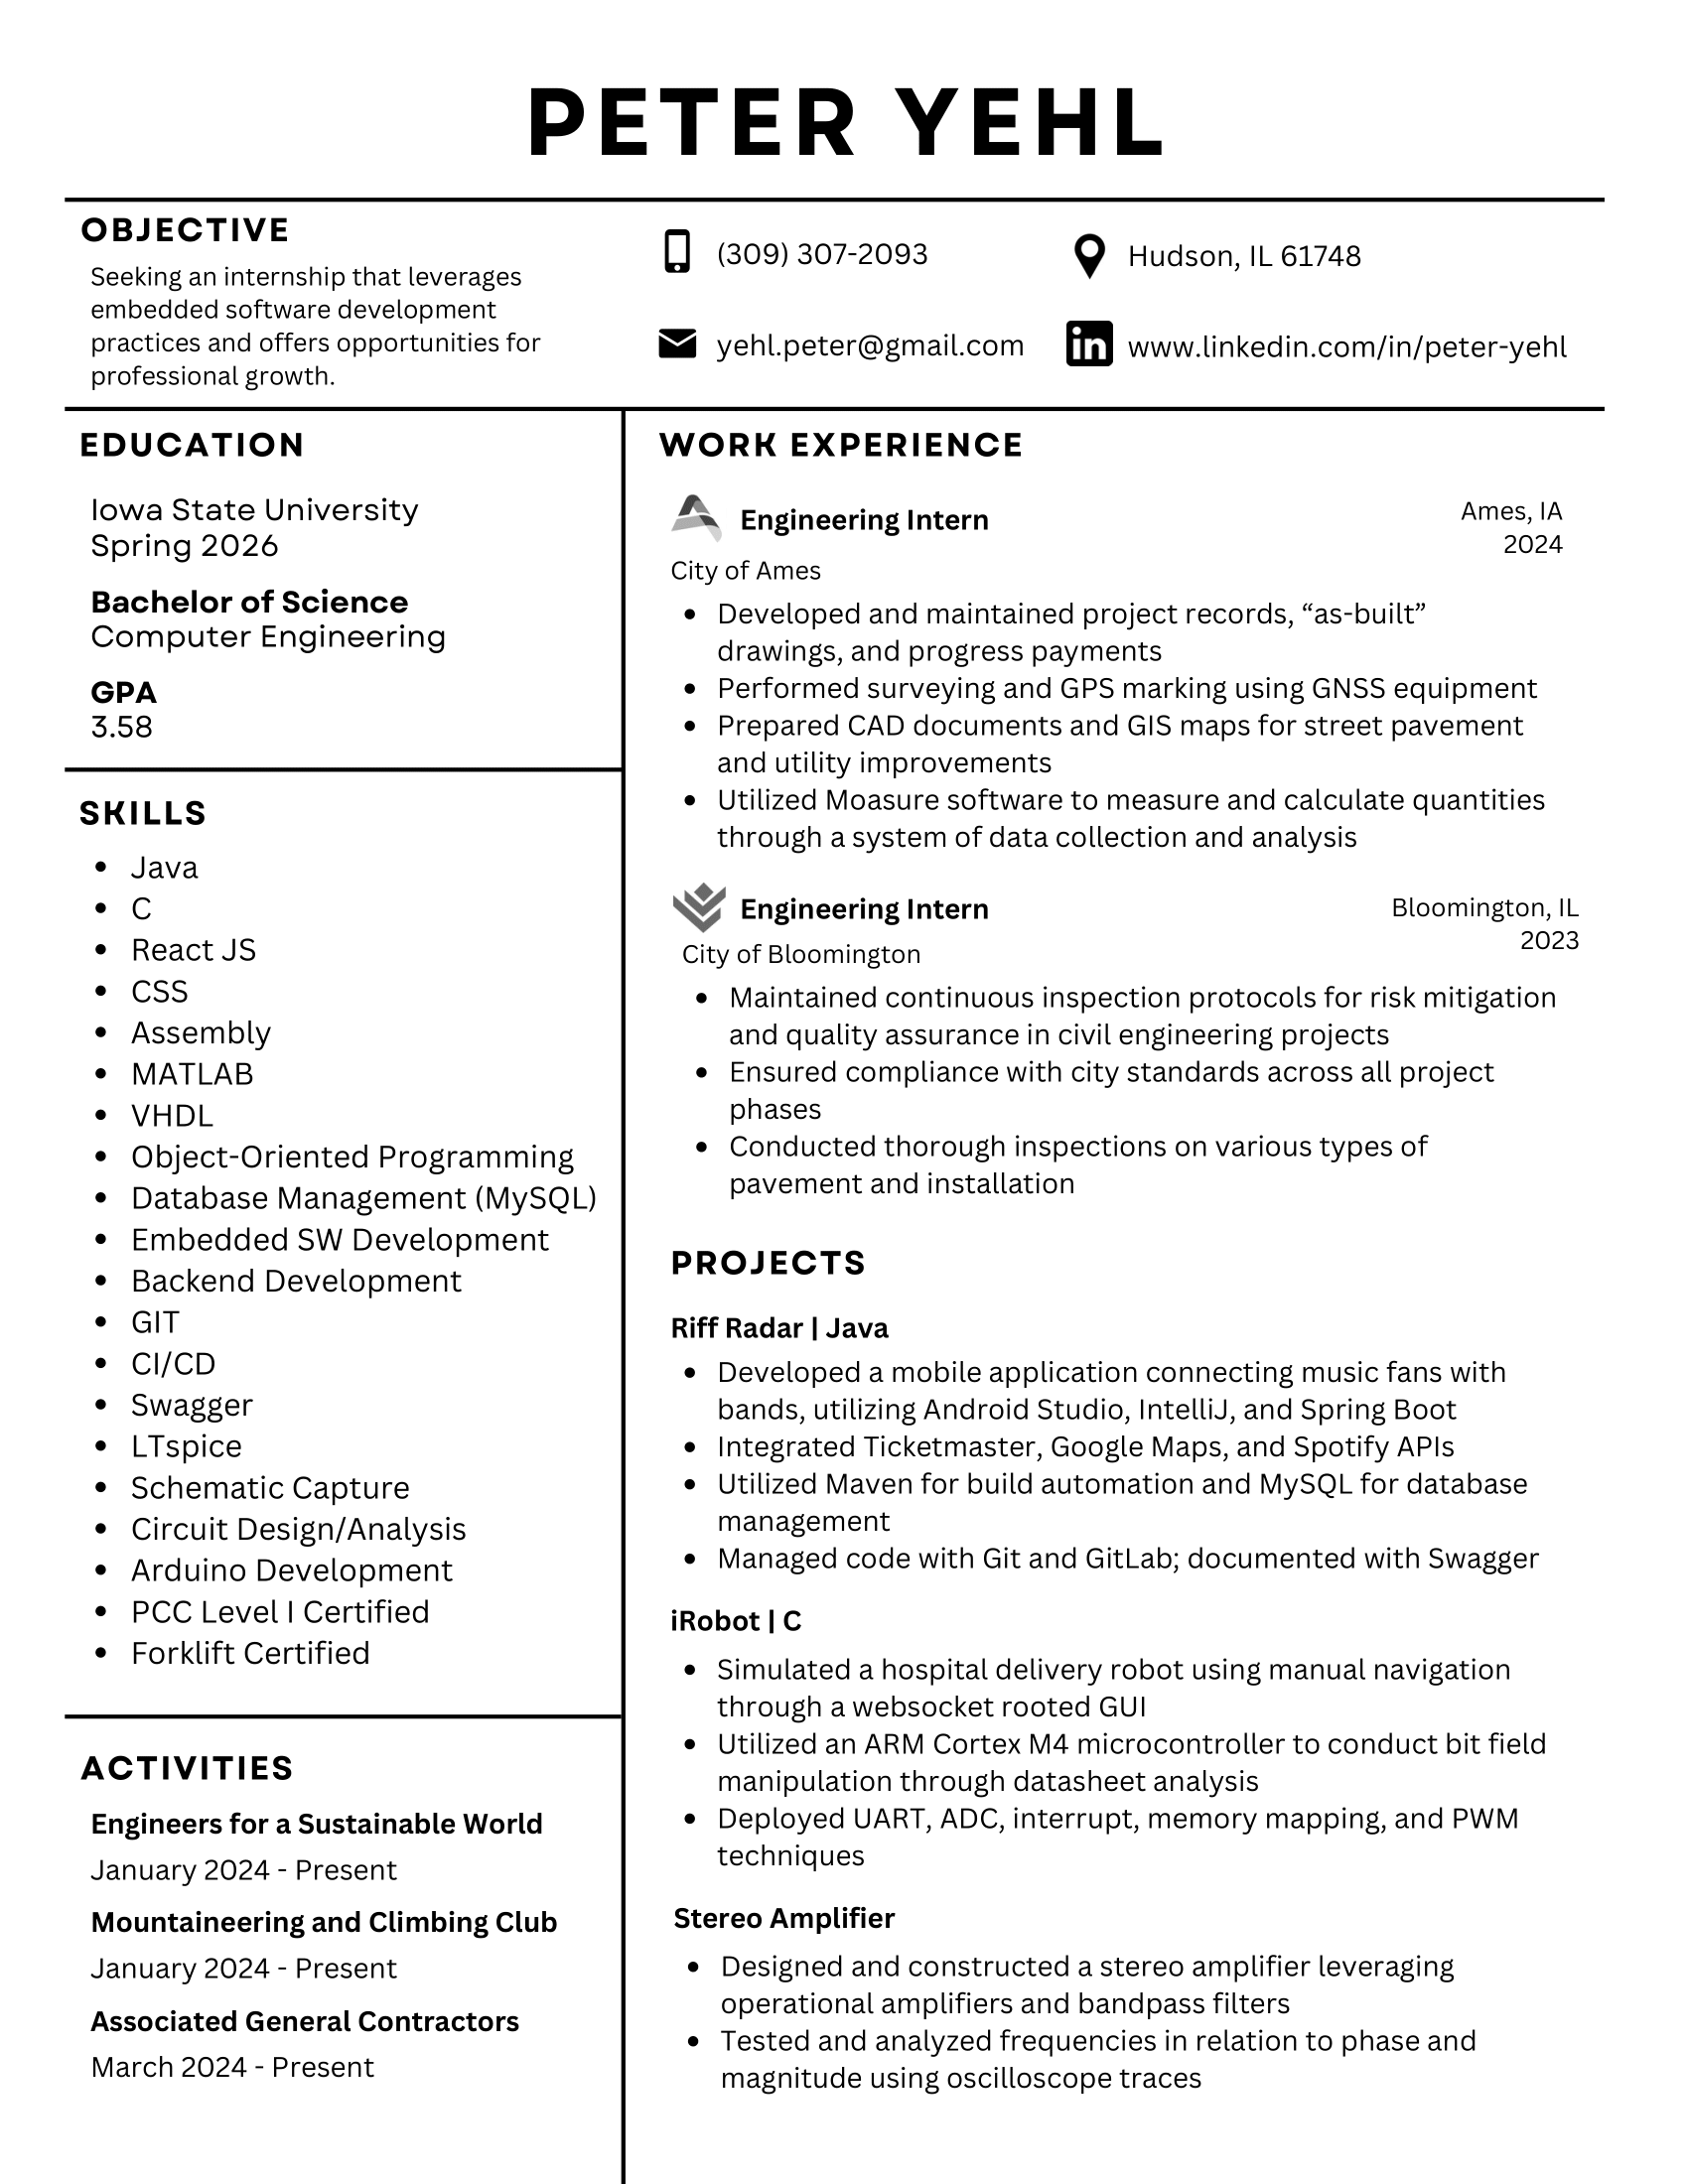 PETER YEHL
OBJECTIVE
Seeking an internship that leverages
embedded software development
practices and offers opportunities for
professional growth.
(309) 307-2093
Hudson, IL 61748
yehl.peter@gmail.com
in www.linkedin.com/in/peter-yehl
EDUCATION
Iowa State University
Spring 2026
Bachelor of Science
Computer Engineering
GPA
3.58
SKILLS
• Java
• C
• React JS
• CSS
• Assembly
• MATLAB
• VHDL
• Object-Oriented Programming
• Database Management (MySQL)
• Embedded SW Development
• Backend Development
• GIT
• CI/CD
• Swagger
• LTspice
• Schematic Capture
• Circuit Design/Analysis
• Arduino Development
• PCC Level I Certified
• Forklift Certified
ACTIVITIES
Engineers for a Sustainable World
January 2024 - Present
Mountaineering and Climbing Club
January 2024 - Present
Associated General Contractors
March 2024 - Present
WORK EXPERIENCE
Engineering Intern
Ames, IA
2024
City of Ames
• Developed and maintained project records, “as-built”
drawings, and progress payments
• Performed surveying and GPS marking using GNSS equipment
• Prepared CAD documents and GIS maps for street pavement
and utility improvements
• Utilized Moasure software to measure and calculate quantities
through a system of data collection and analysis
Engineering Intern
Bloomington, IL
2023
City of Bloomington
• Maintained continuous inspection protocols for risk mitigation
and quality assurance in civil engineering projects
• Ensured compliance with city standards across all project
phases
• Conducted thorough inspections on various types of
pavement and installation
PROJECTS
Riff Radar | Java
• Developed a mobile application connecting music fans with
bands, utilizing Android Studio, IntelliJ, and Spring Boot
• Integrated Ticketmaster, Google Maps, and Spotify APIs
• Utilized Maven for build automation and MySQL for database
management
• Managed code with Git and GitLab; documented with Swagger
iRobot | C
• Simulated a hospital delivery robot using manual navigation
through a websocket rooted GUI
• Utilized an ARM Cortex M4 microcontroller to conduct bit field
manipulation through datasheet analysis
• Deployed UART, ADC, interrupt, memory mapping, and PWM
techniques
Stereo Amplifier
• Designed and constructed a stereo amplifier leveraging
operational amplifiers and bandpass filters
• Tested and analyzed frequencies in relation to phase and
magnitude using oscilloscope traces